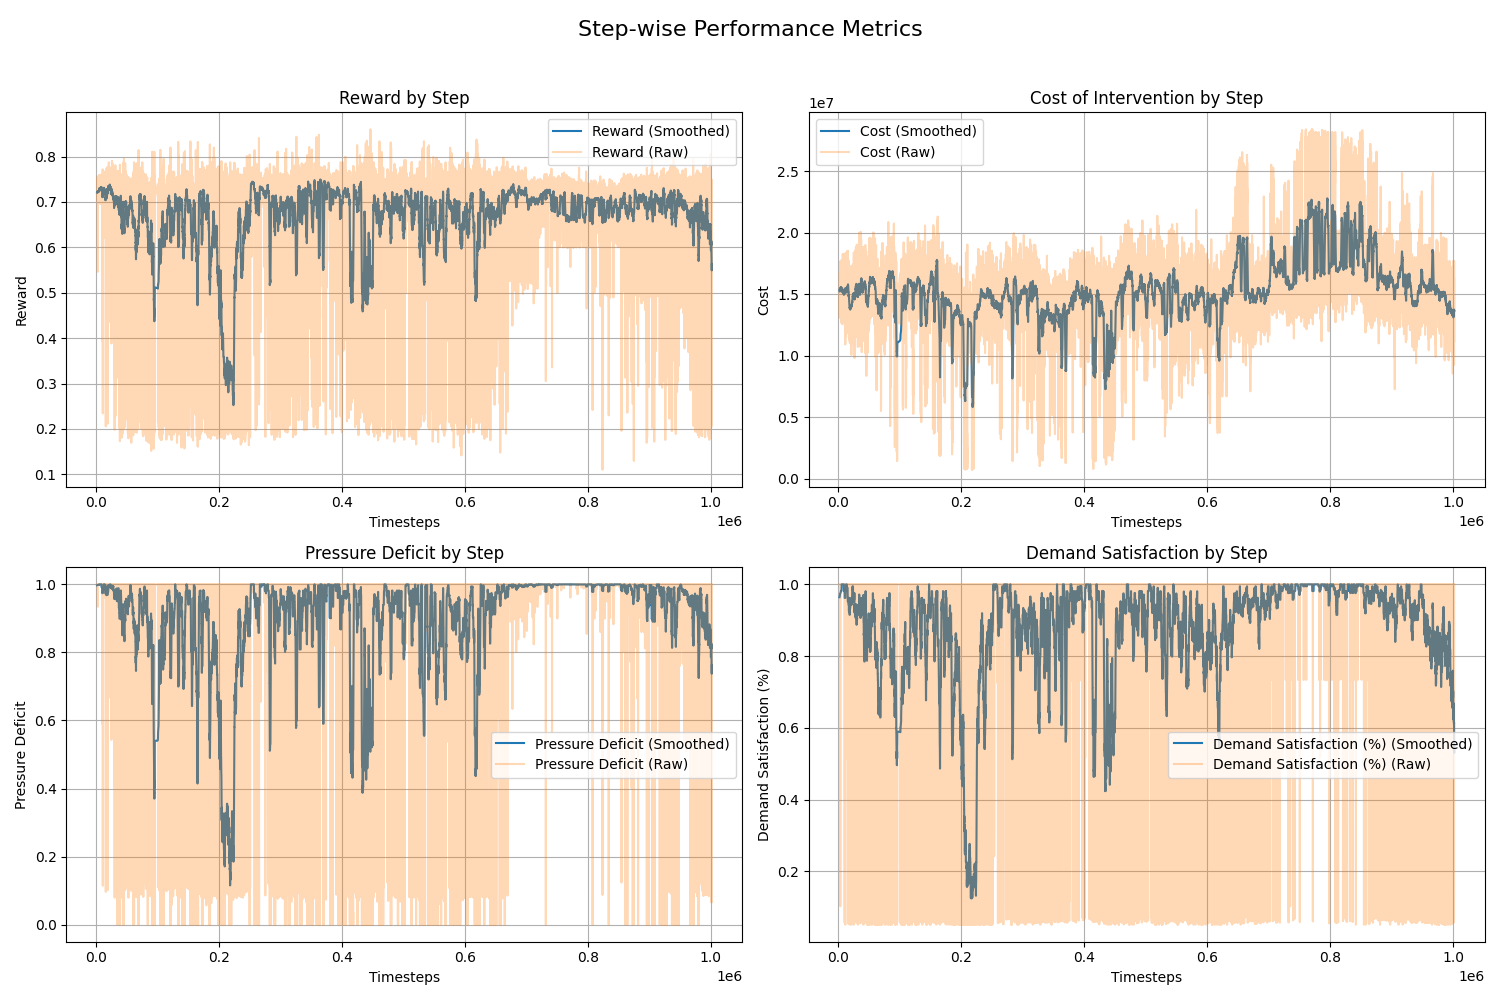 Step-wise Performance Metrics
Reward by Step
Reward (Smoothed)
Reward (Raw)
0.8
0.7
0.6
0.5
0.4
0.3
0.2
0.1
Reward
0.0 0.2 0.4 0.6 0.8 1.0
Timesteps
1e6
1e7
Cost of Intervention by Step
Cost (Smoothed)
Cost (Raw)
2.5
2.0
1.5
1.0
0.5
0.0
Cost
0.0 0.2 0.4 0.6 0.8 1.0
Timesteps
1e6
Pressure Deficit by Step
1.0
0.8
0.6
0.4
0.2
0.0
Pressure Deficit
Pressure Deficit (Smoothed)
Pressure Deficit (Raw)
0.0 0.2 0.4 0.6 0.8 1.0
Timesteps
1e6
Demand Satisfaction by Step
1.0
0.8
0.6
0.4
0.2
Demand Satisfaction (%)
Demand Satisfaction (%) (Smoothed)
Demand Satisfaction (%) (Raw)
0.0 0.2 0.4 0.6 0.8 1.0
Timesteps
1e6